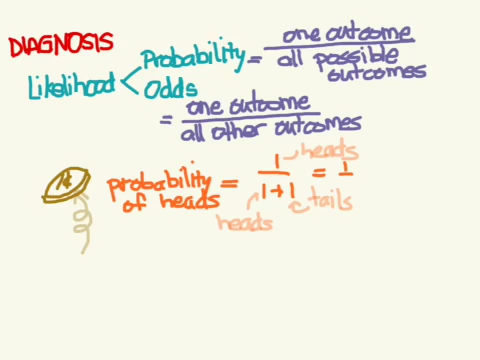 DIAGNOSIS
Likelihood < Probability = one outcome / all possible outcomes
Odds
= one outcome / all other outcomes
1¢
probability of heads = 1 / 1 + 1 = 1
heads
heads
tails